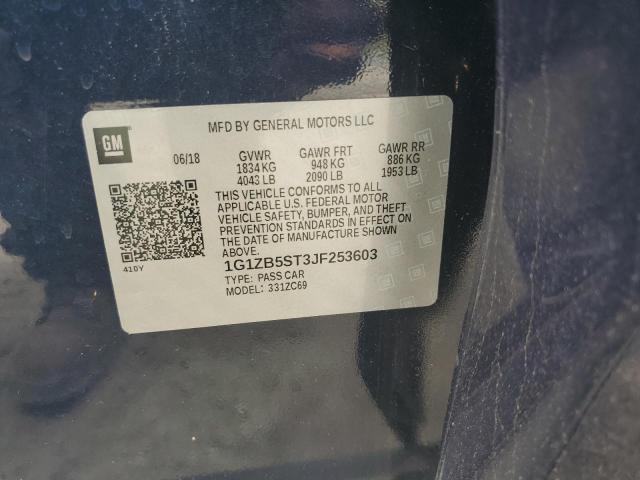 MFD BY GENERAL MOTORS LLC
GM
06/18 GVWR GAWR FRT GAWR RR
1834 KG 948 KG 886 KG
4043 LB 2090 LB 1953 LB
THIS VEHICLE CONFORMS TO ALL
APPLICABLE U.S. FEDERAL MOTOR
VEHICLE SAFETY, BUMPER, AND THEFT
PREVENTION STANDARDS IN EFFECT ON
THE DATE OF MANUFACTURE SHOWN
ABOVE.
410Y
1G1ZB5ST3JF253603
TYPE: PASS CAR
MODEL: 331ZC69